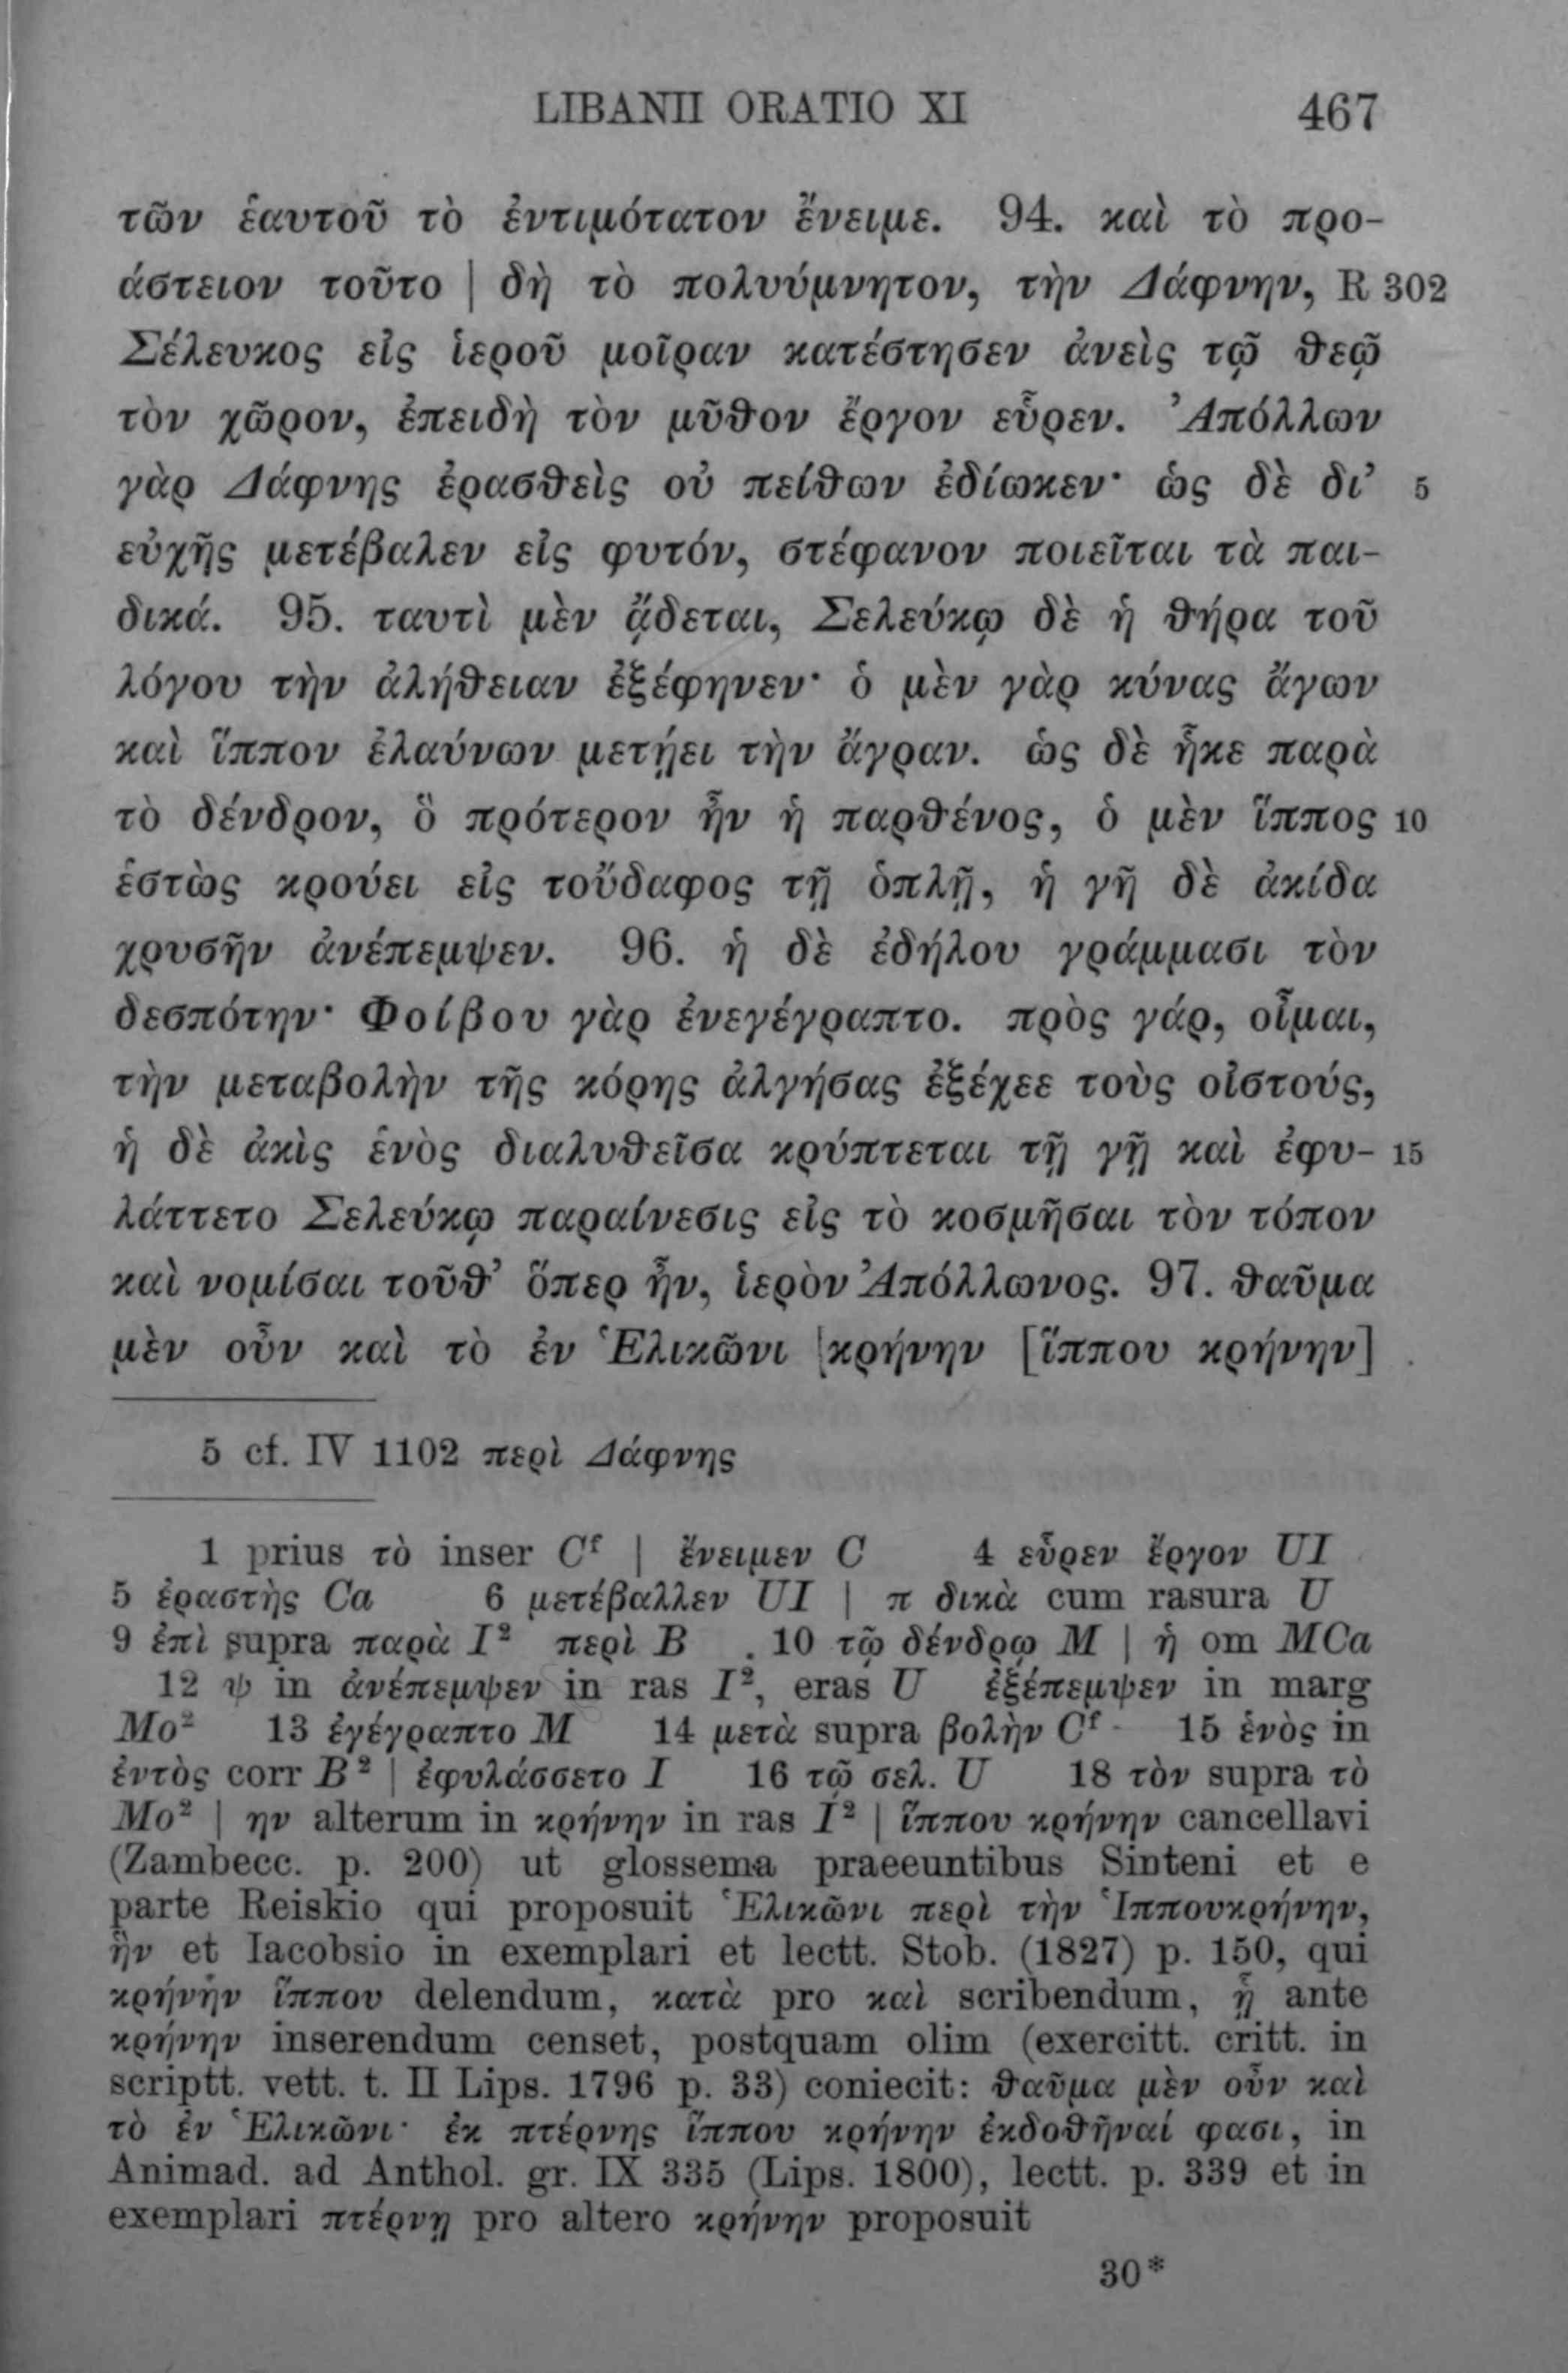 LIBANII ORATIO XI 467
τῶν ἑαυτοῦ τὸ ἐντιμότατον ἔνειμε. 94. καὶ τὸ προ-
άστειον τοῦτο | δὴ τὸ πολυύμνητον, τὴν Δάφνην, R 302
Σέλευκος εἰς ἱεροῦ μοῖραν κατέστησεν ἀνεὶς τῷ θεῷ
τὸν χῶρον, ἐπειδὴ τὸν μῦθον ἔργον εὗρεν. Ἀπόλλων
γὰρ Δάφνης ἐρασθεὶς οὐ πείθων ἐδίωκεν· ὡς δὲ δι’ 5
εὐχῆς μετέβαλεν εἰς φυτόν, στέφανον ποιεῖται τὰ παι-
δικά. 95. ταυτὶ μὲν ᾄδεται, Σελεύκῳ δὲ ἡ θήρα τοῦ
λόγου τὴν ἀλήθειαν ἐξέφηνεν· ὁ μὲν γὰρ κύνας ἄγων
καὶ ἵππον ἐλαύνων μετῄει τὴν ἄγραν. ὡς δὲ ἧκε παρὰ
τὸ δένδρον, ὃ πρότερον ἦν ἡ παρθένος, ὁ μὲν ἵππος 10
ἑστὼς κρούει εἰς τοὔδαφος τῇ ὁπλῇ, ἡ γῆ δὲ ἀκίδα
χρυσῆν ἀνέπεμψεν. 96. ἡ δὲ ἐδήλου γράμμασι τὸν
δεσπότην· Φοίβου γὰρ ἐνεγέγραπτο. πρὸς γάρ, οἶμαι,
τὴν μεταβολὴν τῆς κόρης ἀλγήσας ἐξέχεε τοὺς οἰστούς,
ἡ δὲ ἀκὶς ἑνὸς διαλυθεῖσα κρύπτεται τῇ γῇ καὶ ἐφυ- 15
λάττετο Σελεύκῳ παραίνεσις εἰς τὸ κοσμῆσαι τὸν τόπον
καὶ νομίσαι τοῦθ’ ὅπερ ἦν, ἱερὸν Ἀπόλλωνος. 97. θαῦμα
μὲν οὖν καὶ τὸ ἐν Ἑλικῶνι κρήνην [ἵππου κρήνην]
5 cf. IV 1102 περὶ Δάφνης
1 prius τὸ inser Cᶠ | ἔνειμεν C 4 εὗρεν ἔργον UI
5 ἐραστὴς Ca 6 μετέβαλλεν UI | π δικὰ cum rasura U
9 ἐπὶ supra παρὰ I² περὶ B 10 τῷ δένδρῳ M | ἡ om MCa
12 ψ in ἀνέπεμψεν in ras I², eras U ἐξέπεμψεν in marg
Mo² 13 ἐγέγραπτο M 14 μετὰ supra βολὴν Cᶠ 15 ἑνὸς in
ἐντὸς corr B² | ἐφυλάσσετο I 16 τῷ σελ. U 18 τὸν supra τὸ
Mo² | ην alterum in κρήνην in ras I² | ἵππου κρήνην cancellavi
(Zambecc. p. 200) ut glossema praeeuntibus Sinteni et e
parte Reiskio qui proposuit Ἑλικῶνι περὶ τὴν Ἱππουκρήνην,
ἣν et Iacobsio in exemplari et lectt. Stob. (1827) p. 150, qui
κρήνην ἵππου delendum, κατὰ pro καὶ scribendum, ᾗ ante
κρήνην inserendum censet, postquam olim (exercitt. critt. in
scriptt. vett. t. II Lips. 1796 p. 33) coniecit: θαῦμα μὲν οὖν καὶ
τὸ ἐν Ἑλικῶνι· ἐκ πτέρνης ἵππου κρήνην ἐκδοθῆναί φασι, in
Animad. ad Anthol. gr. IX 335 (Lips. 1800), lectt. p. 339 et in
exemplari πτέρνῃ pro altero κρήνην proposuit
30*